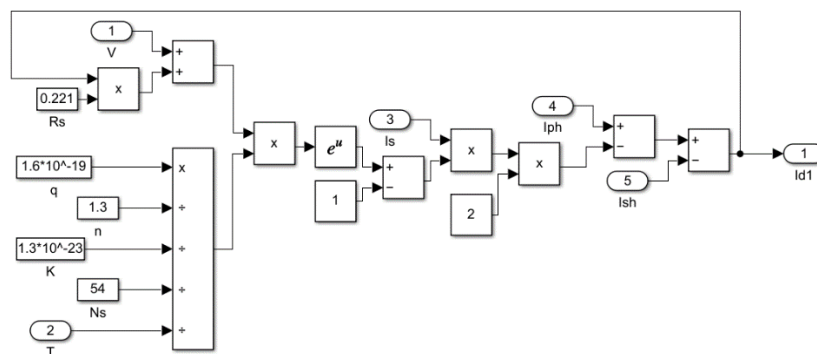 1
V
+
+
x
0.221
Rs
1.6*10^-19
q
1.3
n
1.3*10^-23
K
54
Ns
2
T
x
÷
÷
÷
÷
x
e^u
1
+
−
3
Is
x
2
x
4
Iph
+
−
5
Ish
+
−
1
Id1